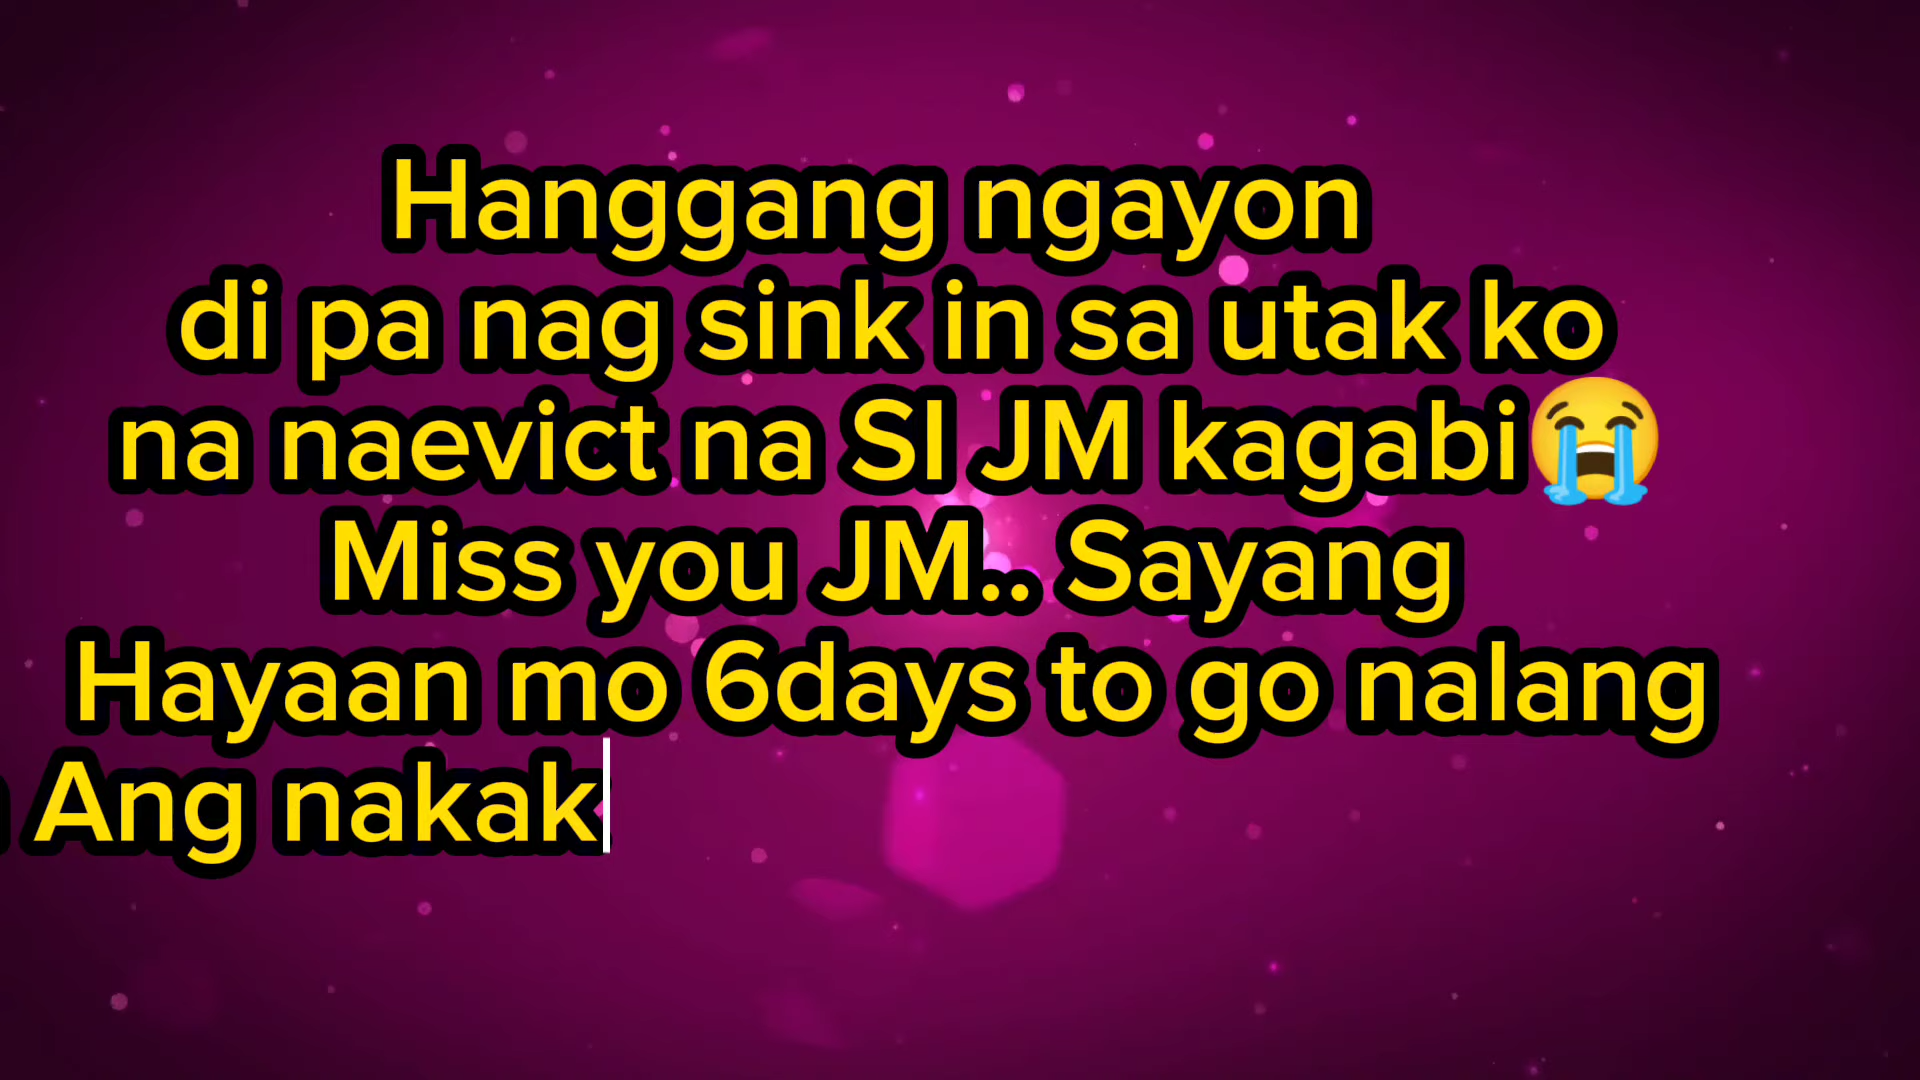 Hanggang ngayon
di pa nag sink in sa utak ko
na naevict na SI JM kagabi😭
Miss you JM.. Sayang
Hayaan mo 6days to go nalang
Ang nakak